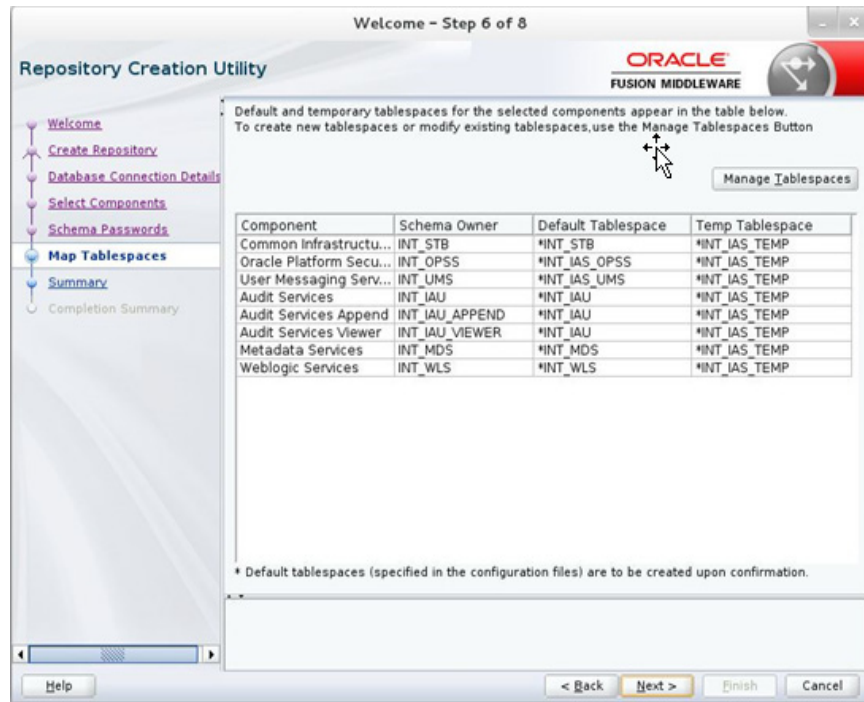 Welcome - Step 6 of 8
Repository Creation Utility
ORACLE
FUSION MIDDLEWARE
Welcome
Create Repository
Database Connection Details
Select Components
Schema Passwords
Map Tablespaces
Summary
Completion Summary
Default and temporary tablespaces for the selected components appear in the table below.
To create new tablespaces or modify existing tablespaces,use the Manage Tablespaces Button
Manage Tablespaces
Component Schema Owner Default Tablespace Temp Tablespace
Common Infrastructu... INT_STB *INT_STB *INT_IAS_TEMP
Oracle Platform Secu... INT_OPSS *INT_IAS_OPSS *INT_IAS_TEMP
User Messaging Serv... INT_UMS *INT_IAS_UMS *INT_IAS_TEMP
Audit Services INT_IAU *INT_IAU *INT_IAS_TEMP
Audit Services Append INT_IAU_APPEND *INT_IAU *INT_IAS_TEMP
Audit Services Viewer INT_IAU_VIEWER *INT_IAU *INT_IAS_TEMP
Metadata Services INT_MDS *INT_MDS *INT_IAS_TEMP
Weblogic Services INT_WLS *INT_WLS *INT_IAS_TEMP
* Default tablespaces (specified in the configuration files) are to be created upon confirmation.
Help
< Back
Next >
Finish
Cancel